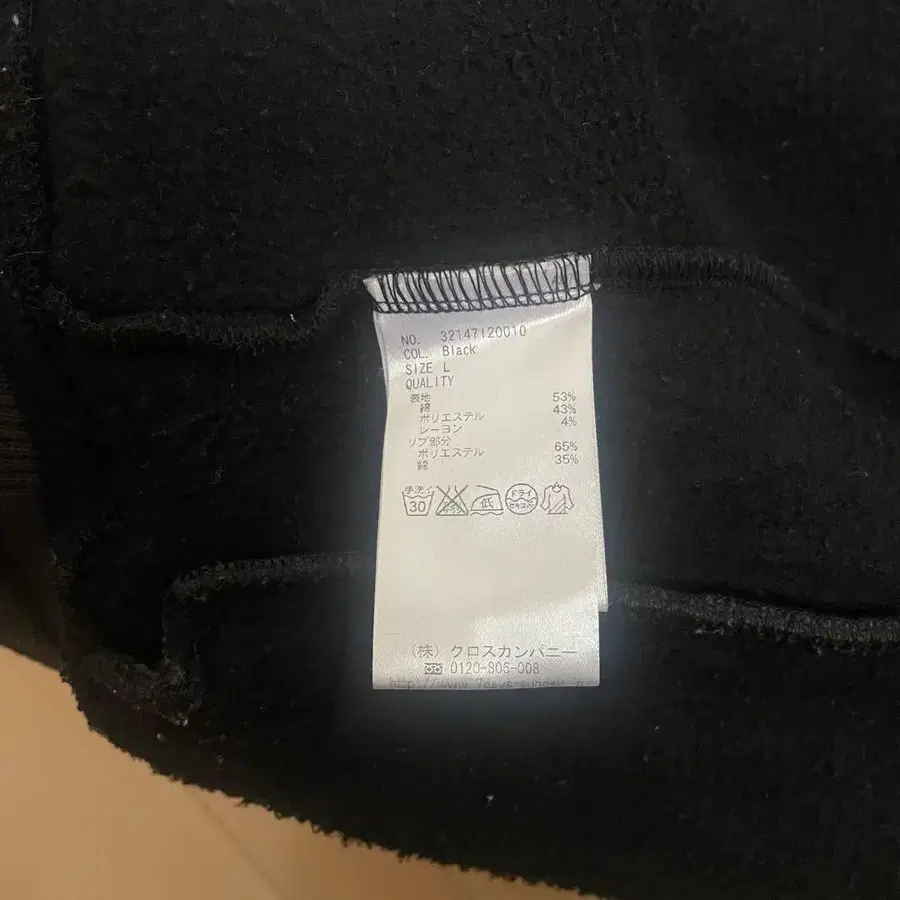 NO. 32147120010
COL. Black
SIZE L
QUALITY
表地
綿 53%
ポリエステル 43%
レーヨン 4%
リブ部分
ポリエステル 65%
綿 35%
手洗イ
30
低
ドライ
セキユ系
(株) クロスカンパニー
0120-806-008